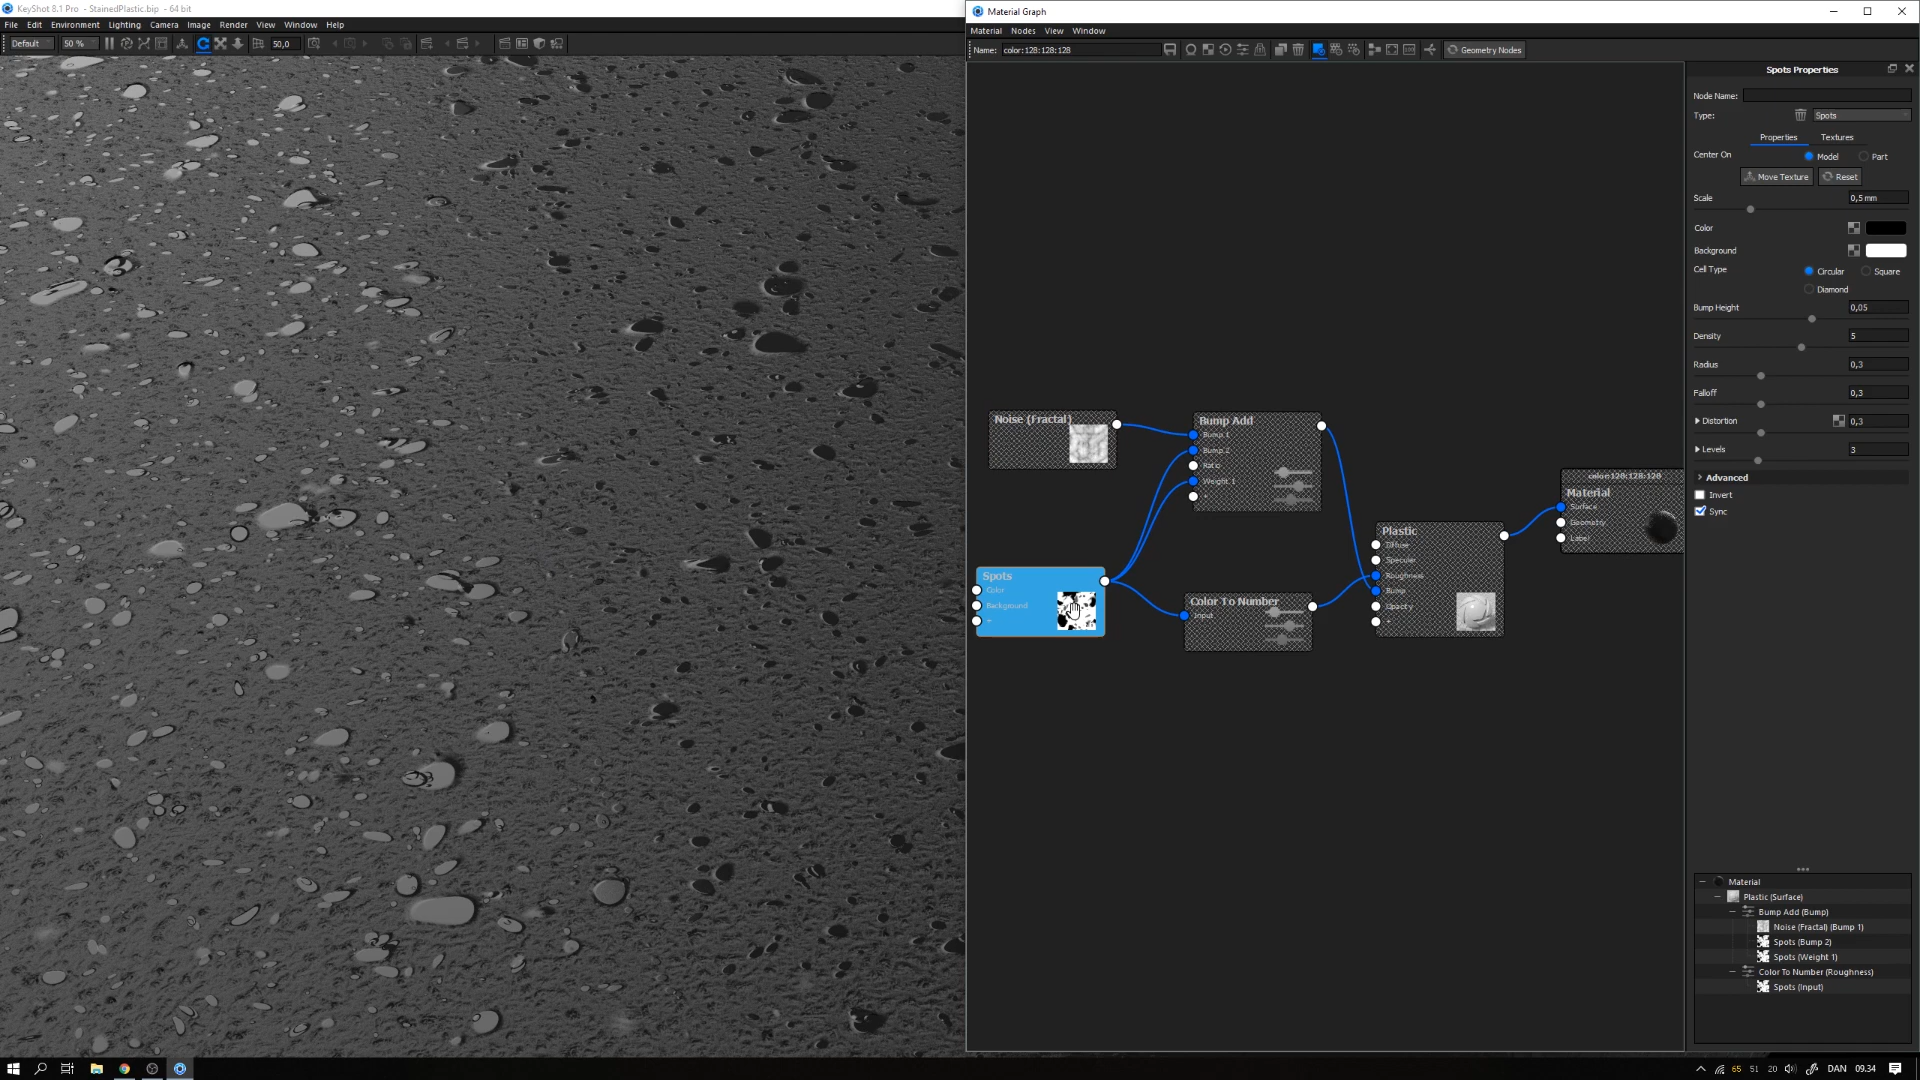 KeyShot 8.1 Pro - StainedPlastic.bip - 64 bit
File Edit Environment Lighting Camera Image Render View Window Help
Default 50 % 50,0
Material Graph
Material Nodes View Window
Name: color:128:128:128 Geometry Nodes
Spots Properties
Node Name:
Type: Spots
Properties Textures
Center On Model Part
Move Texture Reset
Scale 0,5 mm
Color
Background
Cell Type Circular Square
Diamond
Bump Height 0,05
Density 5
Radius 0,3
Falloff 0,3
Distortion 0,3
Levels 3
Advanced
Invert
Sync
Noise (Fractal)
Bump Add
Bump 1
Bump 2
Ratio
Weight 1
+
Spots
Color
Background
+
Color To Number
Input
Plastic
Diffuse
Specular
Roughness
Bump
Opacity
+
color:128:128:128
Material
Surface
Geometry
Label
Material
Plastic (Surface)
Bump Add (Bump)
Noise (Fractal) (Bump 1)
Spots (Bump 2)
Spots (Weight 1)
Color To Number (Roughness)
Spots (Input)
65 51 20 DAN 09.34